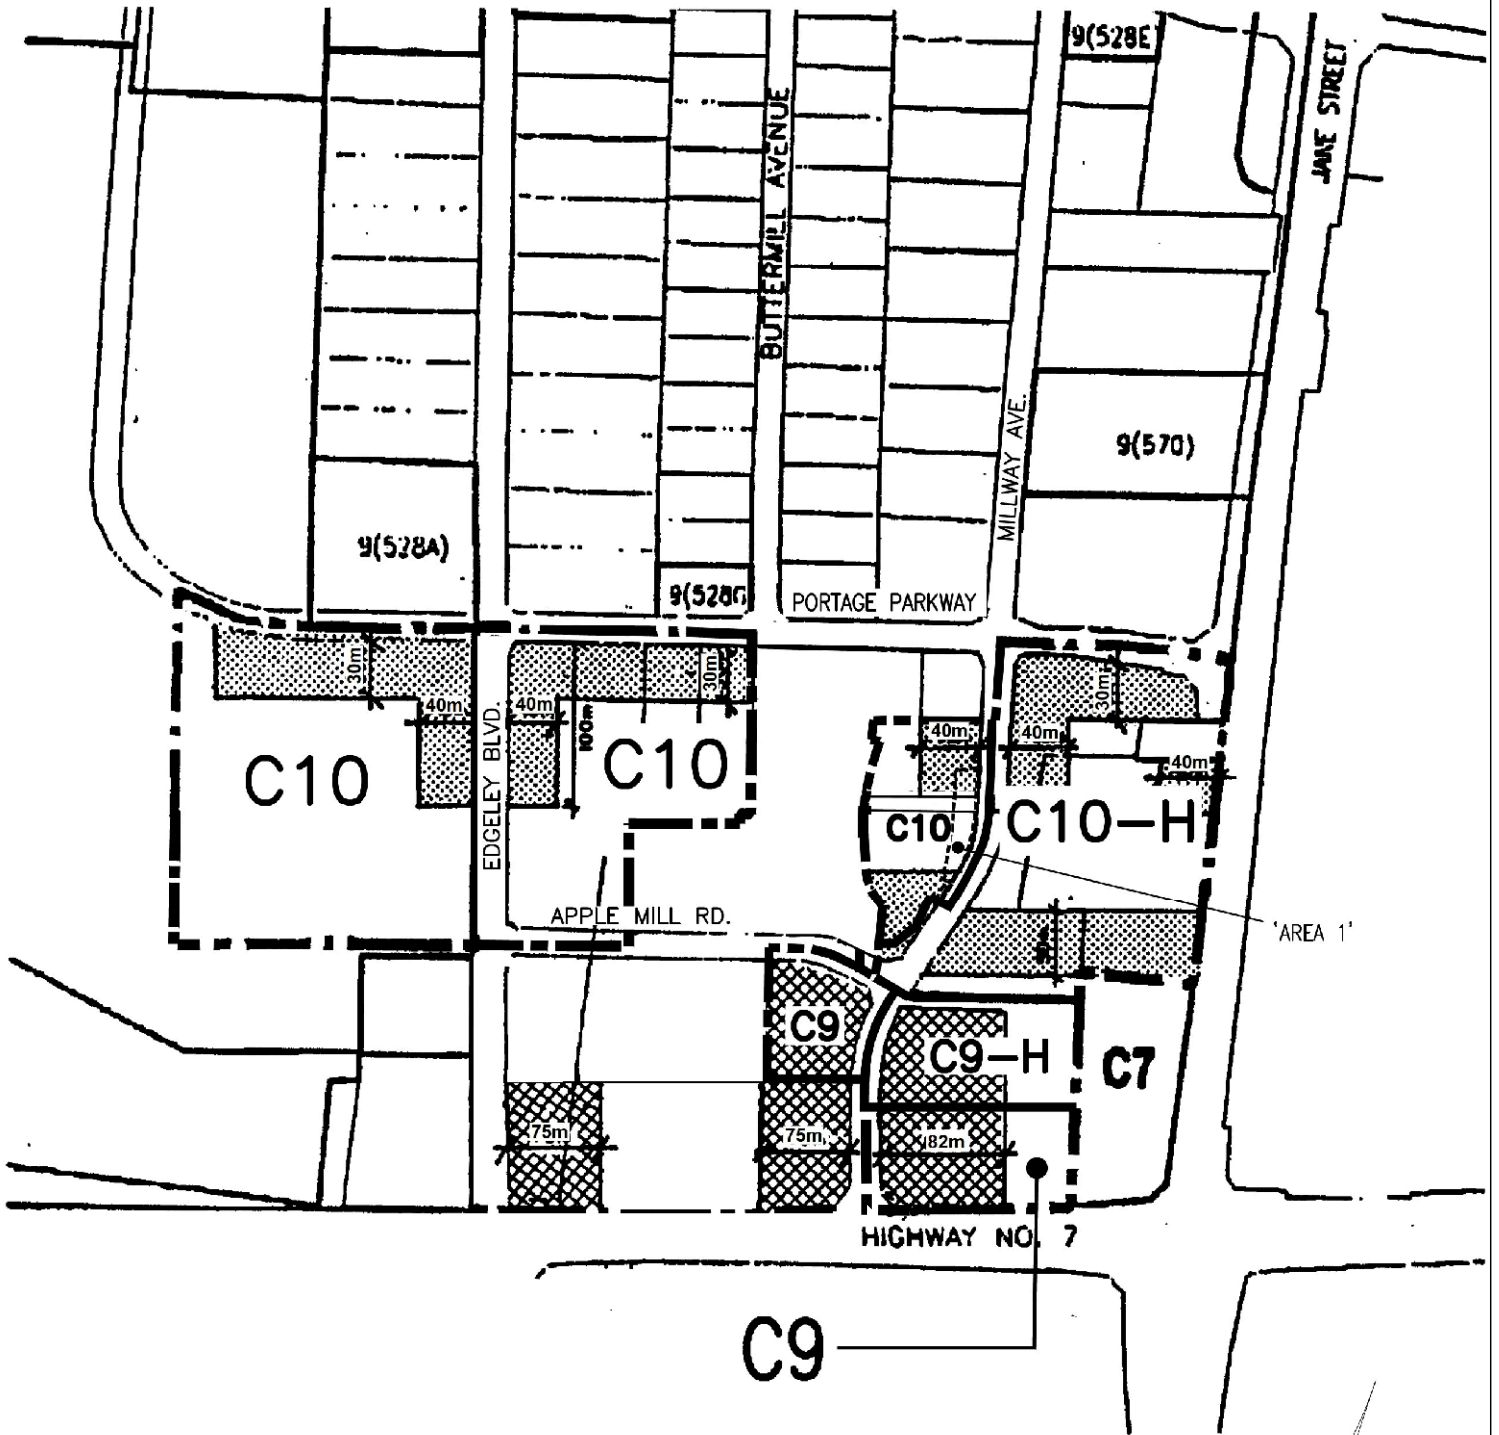 9(528E)
JANE STREET
BUTTERMILL AVENUE
MILLWAY AVE.
9(570)
9(528A)
PORTAGE PARKWAY
30m
30m
30m
40m
40m
100m
40m
40m
40m
EDGELEY BLVD.
C10
C10
C10
C10-H
APPLE MILL RD.
'AREA 1'
C9
C9-H
C7
75m
75m
82m
HIGHWAY NO. 7
C9